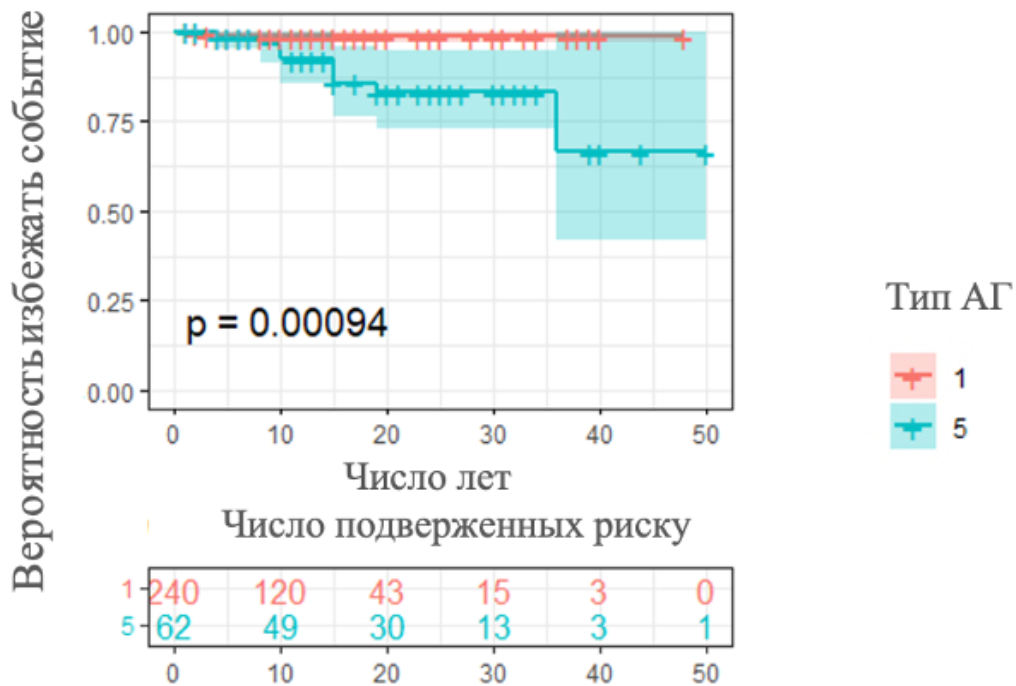 Вероятность избежать событие
1.00
0.75
0.50
0.25
0.00
p = 0.00094
0 10 20 30 40 50
Число лет
Тип АГ
1
5
Число подверженных риску
1 240 120 43 15 3 0
5 62 49 30 13 3 1
0 10 20 30 40 50